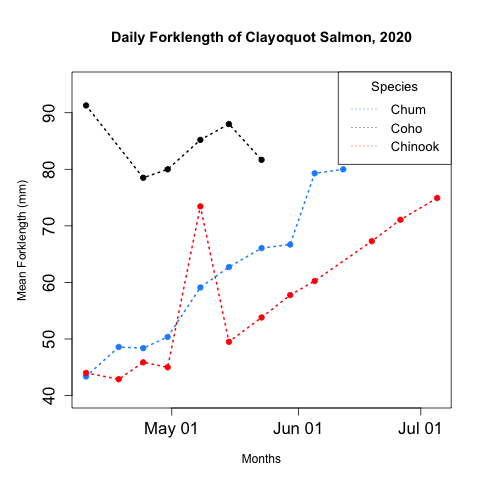 Daily Forklength of Clayoquot Salmon, 2020
Species
Chum
Coho
Chinook
Mean Forklength (mm)
90
80
70
60
50
40
May 01
Jun 01
Jul 01
Months